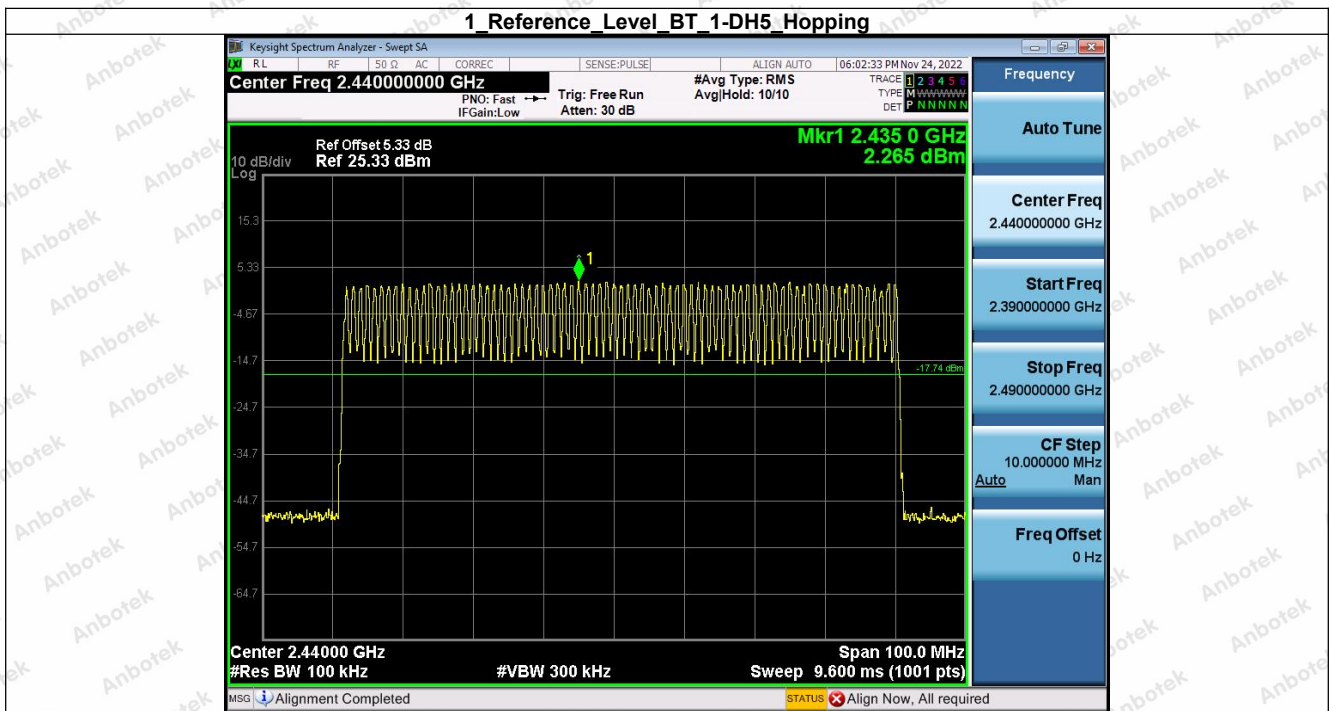 1_Reference_Level_BT_1-DH5_Hopping
Keysight Spectrum Analyzer - Swept SA
RL RF 50 Ω AC CORREC SENSE:PULSE ALIGN AUTO 06:02:33 PM Nov 24, 2022
Center Freq 2.440000000 GHz
PNO: Fast
IFGain:Low
Trig: Free Run
Atten: 30 dB
#Avg Type: RMS
Avg|Hold: 10/10
TRACE 1 2 3 4 5 6
TYPE M WWWWW
DET P N N N N N
Ref Offset 5.33 dB
10 dB/div Ref 25.33 dBm
Log
Mkr1 2.435 0 GHz
2.265 dBm
15.3
5.33
-4.67
-14.7
-24.7
-34.7
-44.7
-54.7
-64.7
1
-17.74 dBm
Center 2.44000 GHz Span 100.0 MHz
#Res BW 100 kHz #VBW 300 kHz Sweep 9.600 ms (1001 pts)
MSG Alignment Completed STATUS Align Now, All required
Frequency
Auto Tune
Center Freq
2.440000000 GHz
Start Freq
2.390000000 GHz
Stop Freq
2.490000000 GHz
CF Step
10.000000 MHz
Auto Man
Freq Offset
0 Hz
Anbotek